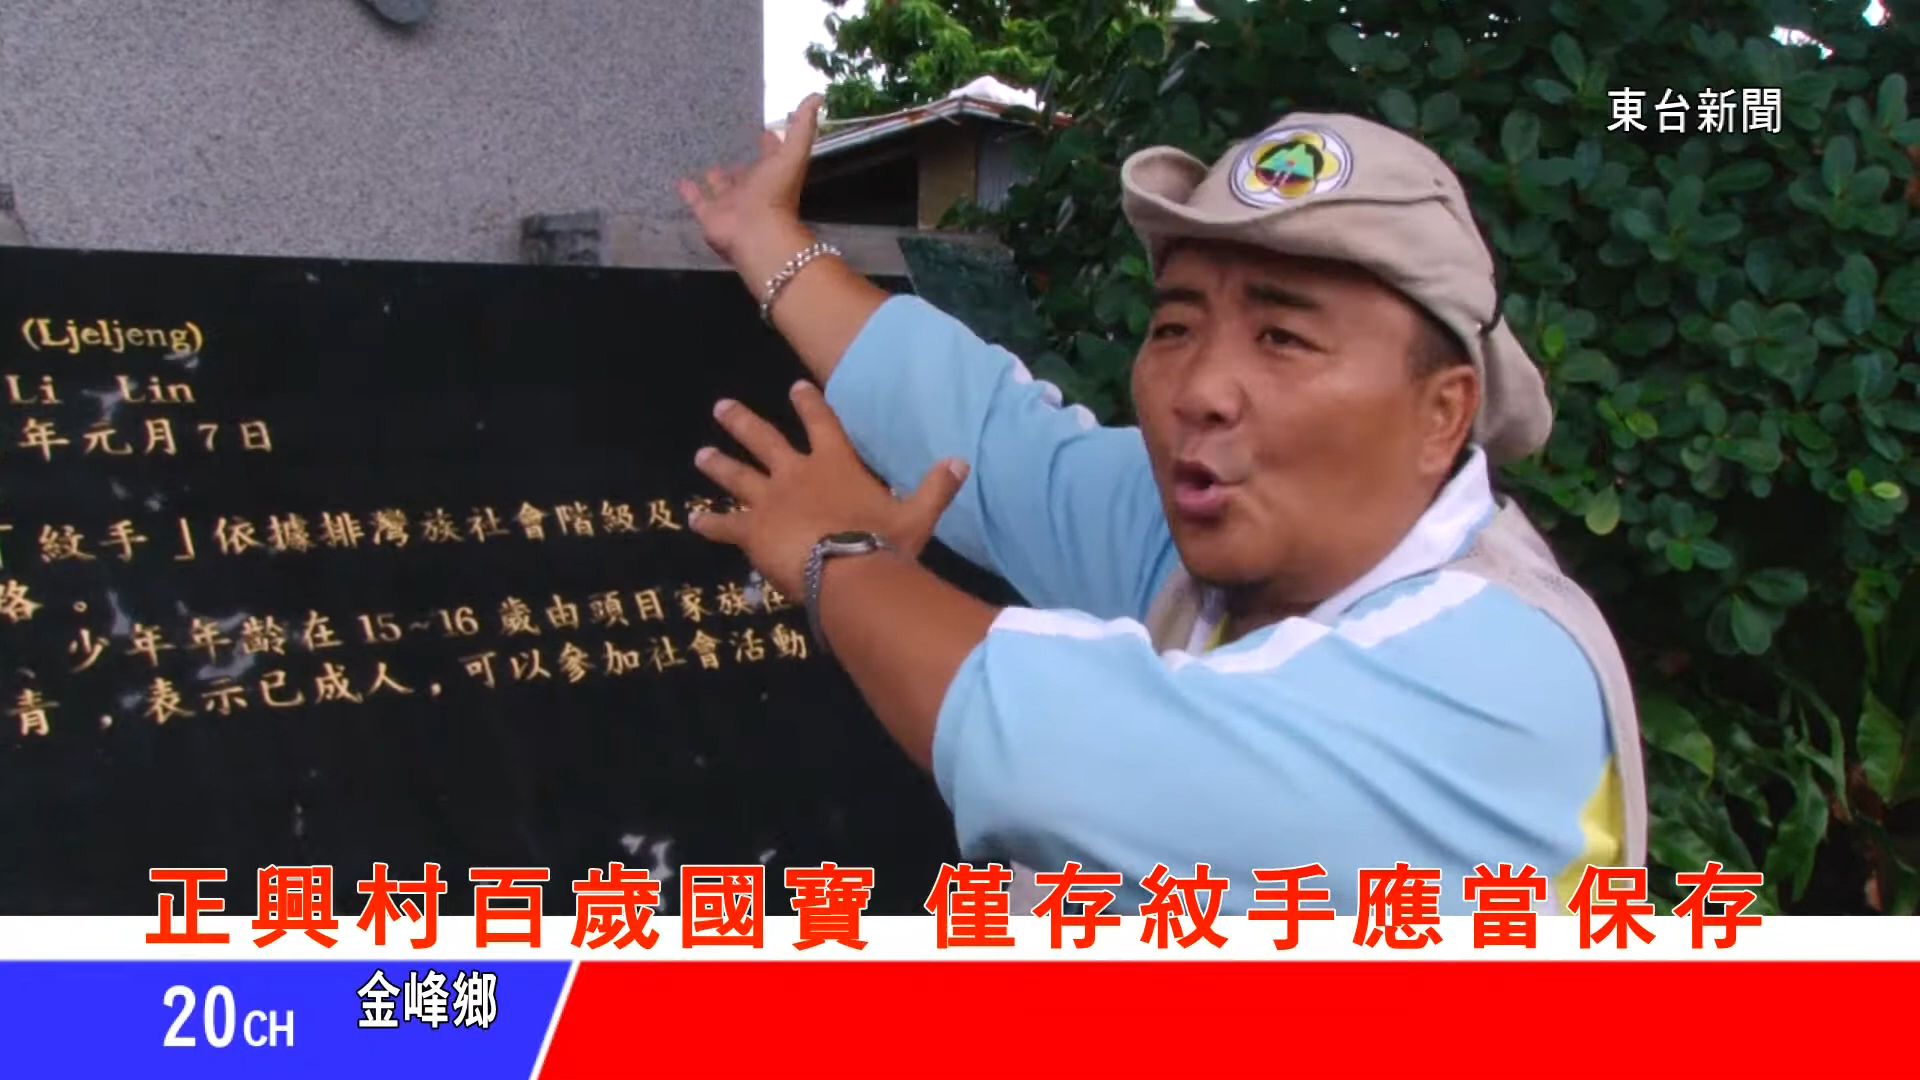 東台新聞
(Ljeljeng)
Li Lin
年元月7日
「紋手」依據排灣族社會階級及家
路。
少年年齡在15~16歲由頭目家族在
青，表示已成人，可以參加社會活動
正興村百歲國寶 僅存紋手應當保存
20CH 金峰鄉